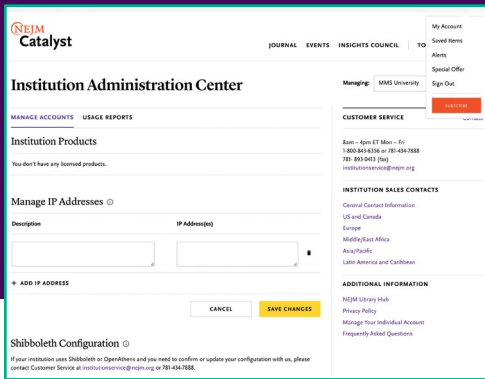 NEJM
Catalyst
JOURNAL EVENTS INSIGHTS COUNCIL TO
My Account
Saved Items
Alerts
Special Offer
Sign Out
SUBSCRIBE
Institution Administration Center
Managing: MMS University
MANAGE ACCOUNTS USAGE REPORTS
Institution Products
You don't have any licensed products.
Manage IP Addresses
Description IP Address(es)
+ ADD IP ADDRESS
CANCEL SAVE CHANGES
Shibboleth Configuration
If your institution uses Shibboleth or OpenAthens and you need to confirm or update your configuration with us, please
contact Customer Service at institutionservice@nejm.org or 781-434-7888.
CUSTOMER SERVICE
8am – 4pm ET Mon – Fri
1-800-843-6356 or 781-434-7888
781- 893-0413 (fax)
institutionservice@nejm.org
INSTITUTION SALES CONTACTS
General Contact Information
US and Canada
Europe
Middle/East Africa
Asia/Pacific
Latin America and Caribbean
ADDITIONAL INFORMATION
NEJM Library Hub
Privacy Policy
Manage Your Individual Account
Frequently Asked Questions